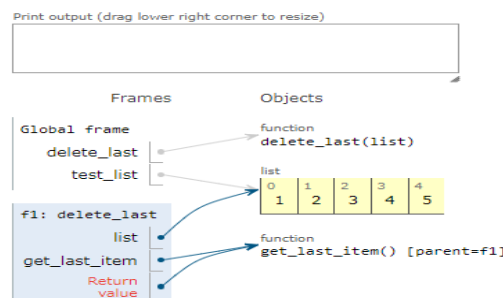 Print output (drag lower right corner to resize)
Frames Objects
Global frame
delete_last
test_list
function
delete_last(list)
list
0 1 2 3 4
1 2 3 4 5
f1: delete_last
list
get_last_item
Return
value
function
get_last_item() [parent=f1]